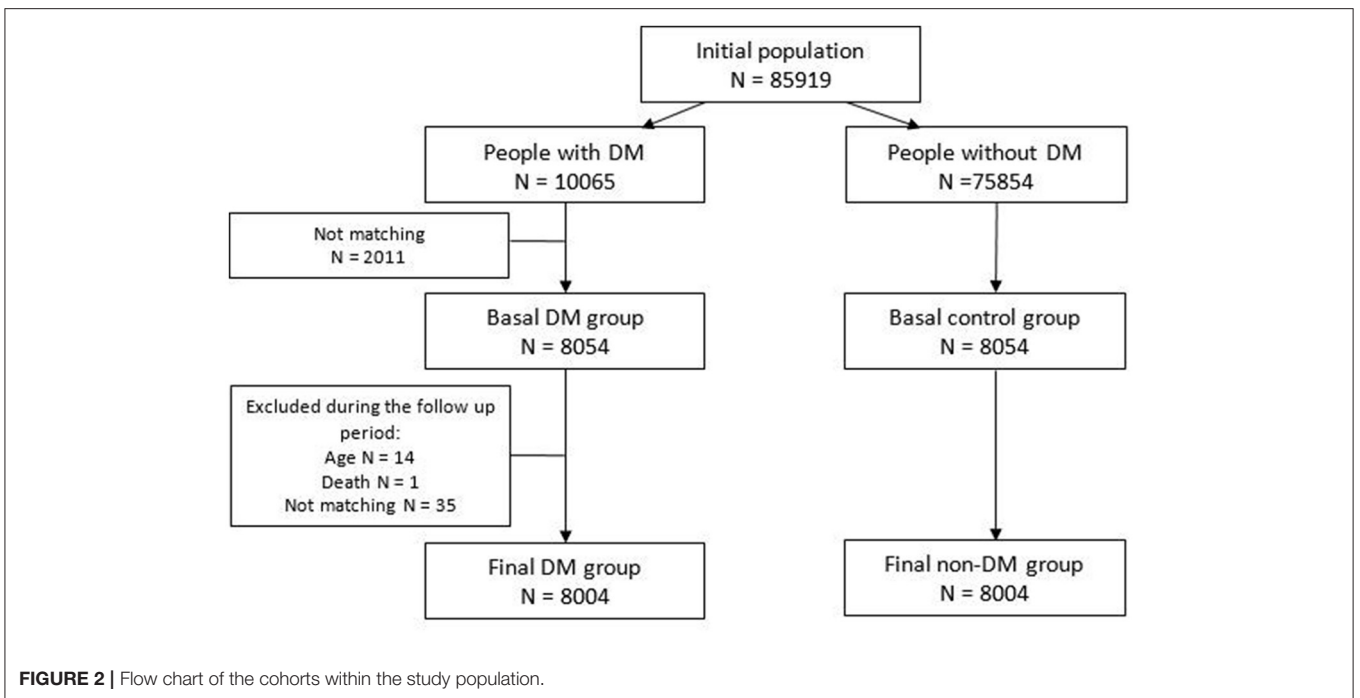 Initial population
N = 85919
People with DM
N = 10065
People without DM
N =75854
Not matching
N = 2011
Basal DM group
N = 8054
Basal control group
N = 8054
Excluded during the follow up
period:
Age N = 14
Death N = 1
Not matching N = 35
Final DM group
N = 8004
Final non-DM group
N = 8004
FIGURE 2 | Flow chart of the cohorts within the study population.